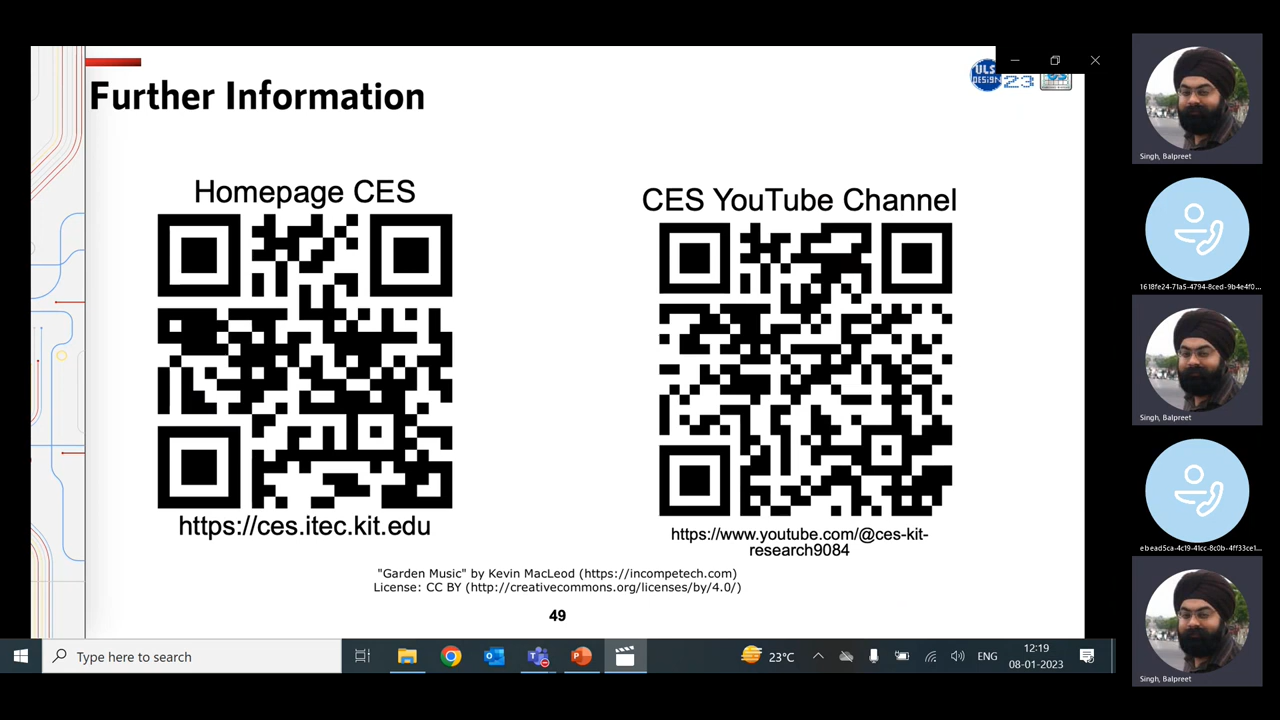 Further Information
VLSI
DESIGN
23
Homepage CES
CES YouTube Channel
https://ces.itec.kit.edu
https://www.youtube.com/@ces-kit-
research9084
"Garden Music" by Kevin MacLeod (https://incompetech.com)
License: CC BY (http://creativecommons.org/licenses/by/4.0/)
49
Type here to search
23°C
ENG
12:19
08-01-2023
Singh, Balpreet
1618fe24-71a5-4794-8ced-9b4e4f0...
Singh, Balpreet
ebead5ca-4c19-41cc-8c0b-4ff33ce1...
Singh, Balpreet